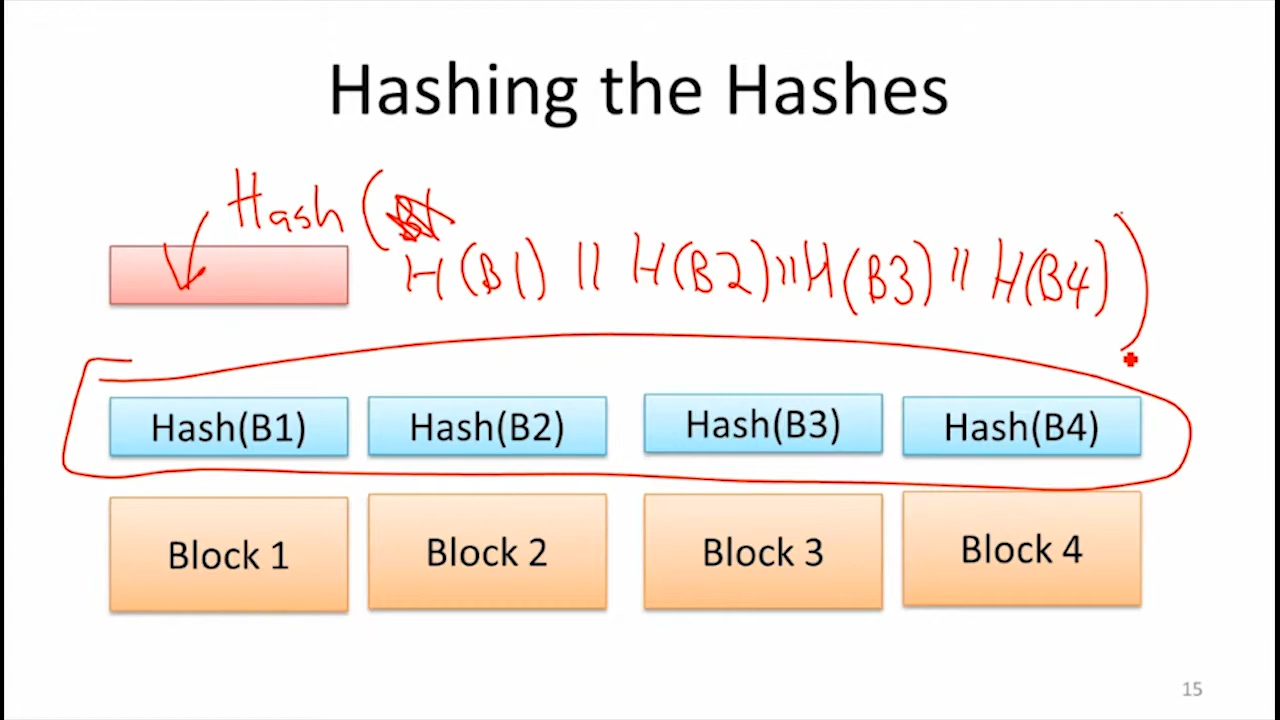 Hashing the Hashes
Hash (
H(B1) || H(B2) || H(B3) || H(B4) )
Hash(B1) Hash(B2) Hash(B3) Hash(B4)
Block 1 Block 2 Block 3 Block 4
15